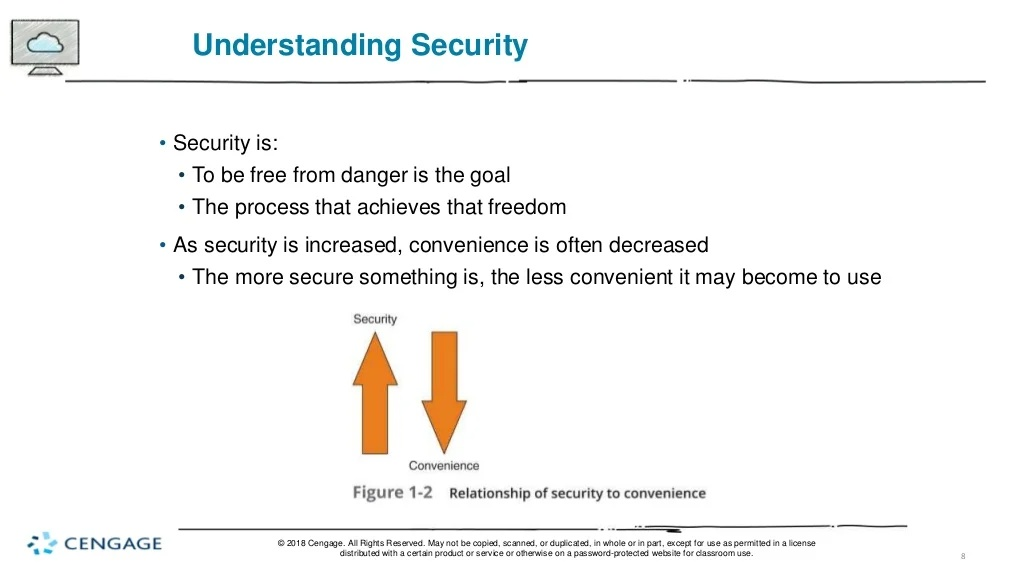 Understanding Security
• Security is:
• To be free from danger is the goal
• The process that achieves that freedom
• As security is increased, convenience is often decreased
• The more secure something is, the less convenient it may become to use
Security
Convenience
Figure 1-2 Relationship of security to convenience
CENGAGE
© 2018 Cengage. All Rights Reserved. May not be copied, scanned, or duplicated, in whole or in part, except for use as permitted in a license
distributed with a certain product or service or otherwise on a password-protected website for classroom use.
8